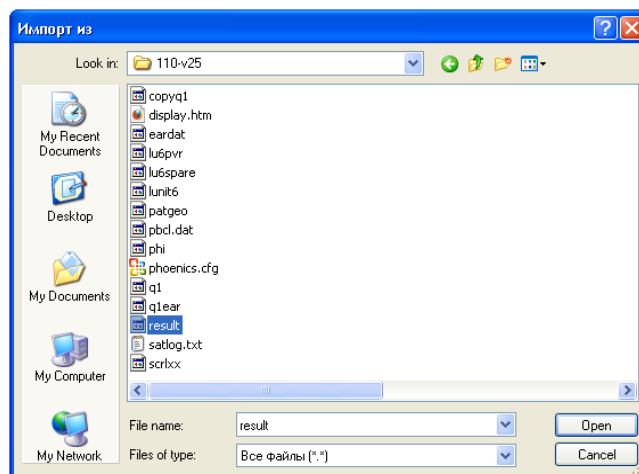 Импорт из
Look in: 110-v25
copyq1
display.htm
eardat
lu6pvr
lu6spare
lunit6
patgeo
pbcl.dat
phi
phoenics.cfg
q1
q1ear
result
satlog.txt
scrlxx
My Recent
Documents
Desktop
My Documents
My Computer
My Network
File name: result Open
Files of type: Все файлы (*.*) Cancel